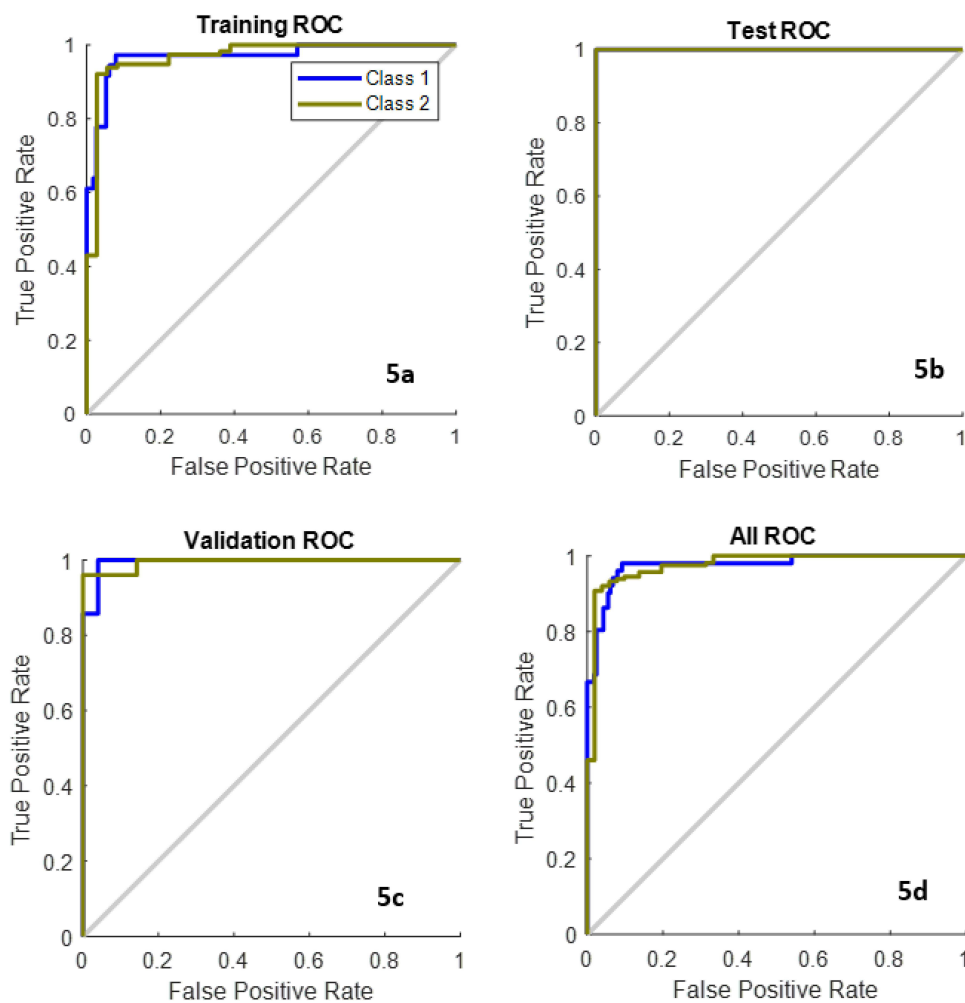 Training ROC
1
0.8
0.6
0.4
0.2
0
True Positive Rate
Class 1
Class 2
5a
0 0.2 0.4 0.6 0.8 1
False Positive Rate
Test ROC
1
0.8
0.6
0.4
0.2
0
True Positive Rate
5b
0 0.2 0.4 0.6 0.8 1
False Positive Rate
Validation ROC
1
0.8
0.6
0.4
0.2
0
True Positive Rate
5c
0 0.2 0.4 0.6 0.8 1
False Positive Rate
All ROC
1
0.8
0.6
0.4
0.2
0
True Positive Rate
5d
0 0.2 0.4 0.6 0.8 1
False Positive Rate